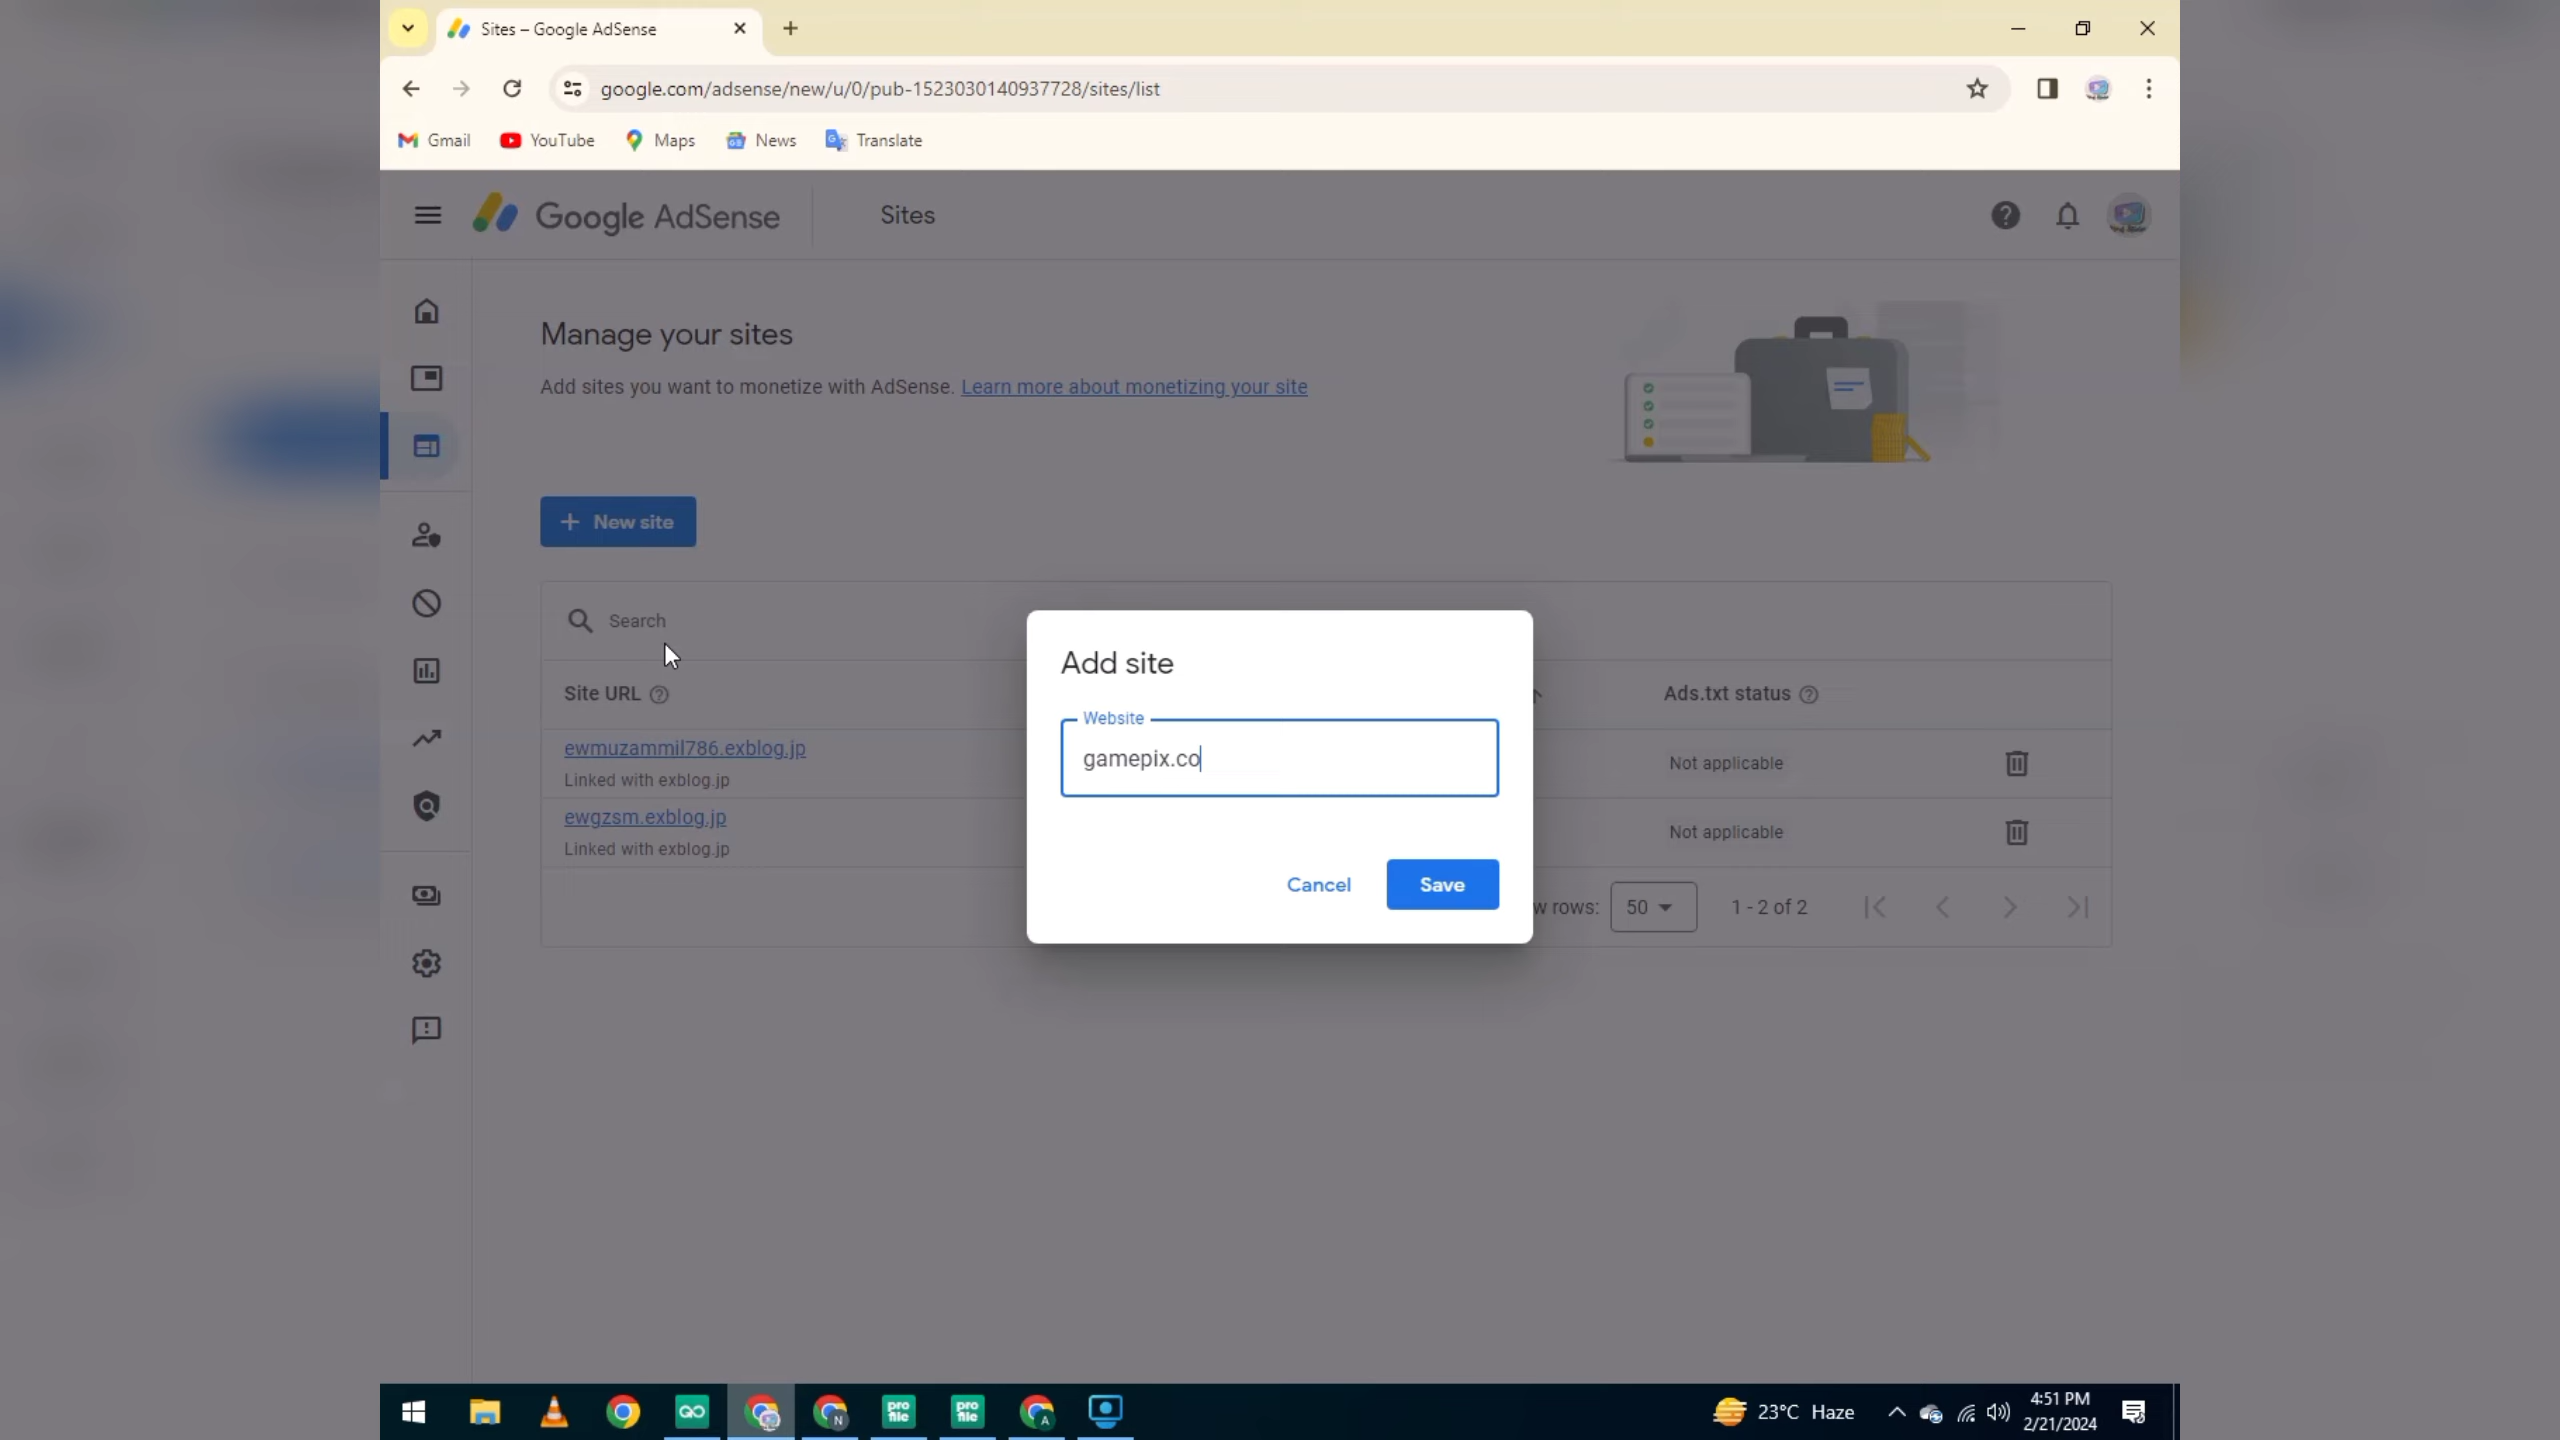 Sites – Google AdSense
google.com/adsense/new/u/0/pub-1523030140937728/sites/list
Gmail YouTube Maps News Translate
Google AdSense Sites
Manage your sites
Add sites you want to monetize with AdSense. Learn more about monetizing your site
New site
Search
Site URL
Ads.txt status
ewmuzammil786.exblog.jp
Linked with exblog.jp
Not applicable
ewgzsm.exblog.jp
Linked with exblog.jp
Not applicable
rows: 50 1 - 2 of 2
Add site
Website
gamepix.co
Cancel Save
pro
file
pro
file
N
A
23°C Haze
4:51 PM
2/21/2024